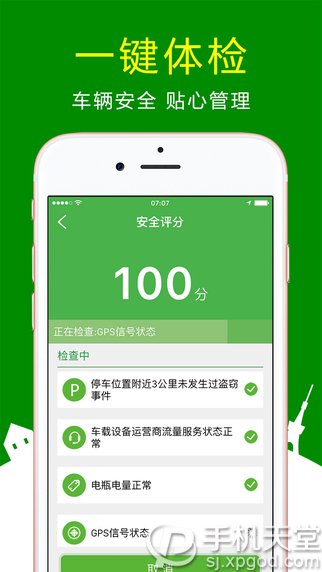 一键体检
车辆安全 贴心管理
07:07
安全评分
100分
正在检查:GPS信号状态
检查中
P
停车位置附近3公里未发生过盗窃
事件
车载设备运营商流量服务状态正
常
电瓶电量正常
GPS信号状态
取消
手机天堂
sj.xpgod.com